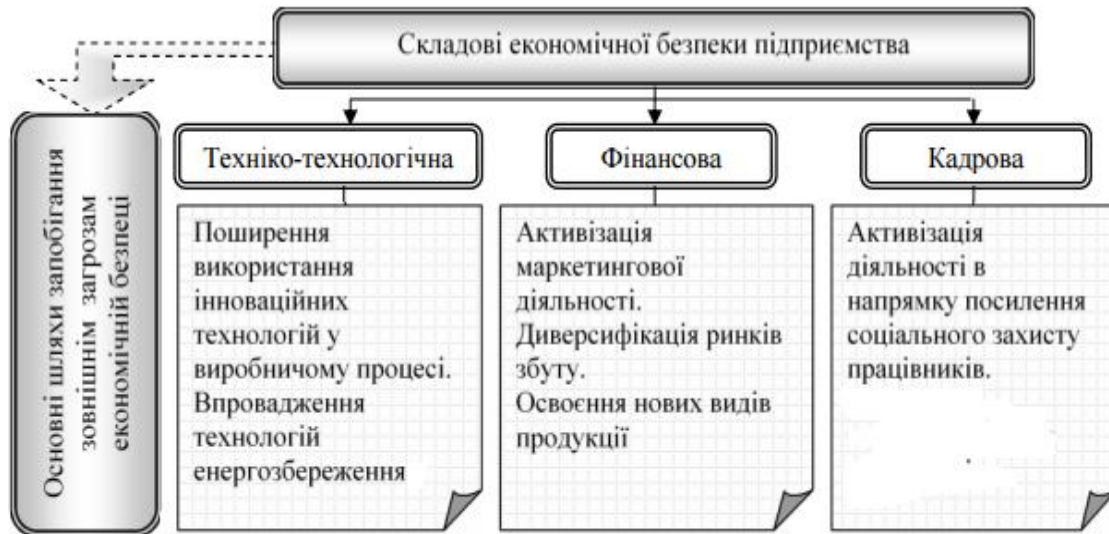 Складові економічної безпеки підприємства
Основні шляхи запобігання
зовнішнім загрозам
економічній безпеці
Техніко-технологічна
Фінансова
Кадрова
Поширення
використання
інноваційних
технологій у
виробничому процесі.
Впровадження
технологій
енергозбереження
Активізація
маркетингової
діяльності.
Диверсифікація ринків
збуту.
Освоєння нових видів
продукції
Активізація
діяльності в
напрямку посилення
соціального захисту
працівників.